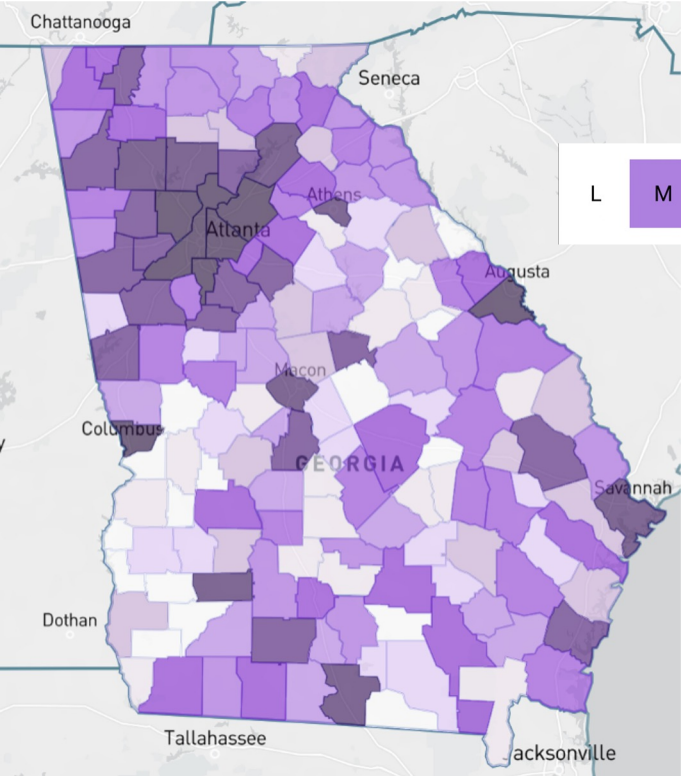 Chattanooga
Seneca
L M
Athens
Atlanta
Augusta
Macon
Columbus
GEORGIA
Savannah
Dothan
Tallahassee
acksonville